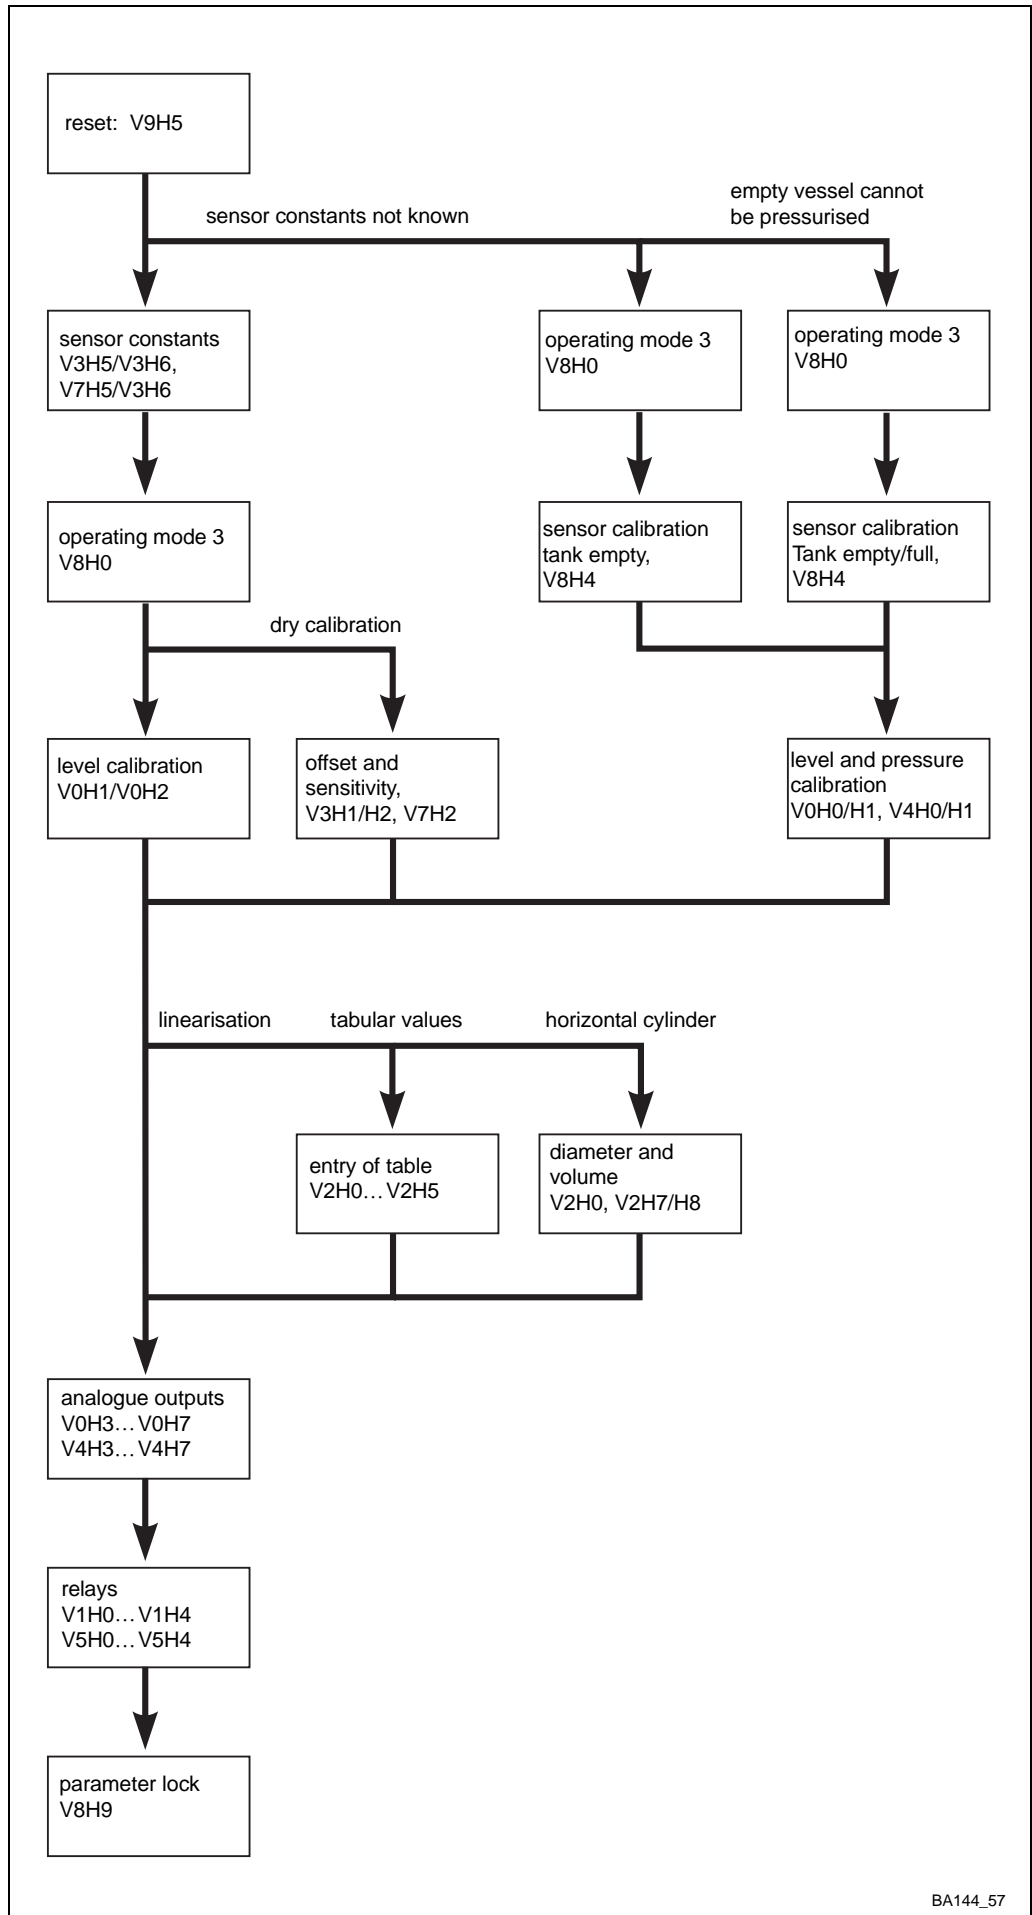 reset: V9H5
sensor constants not known
empty vessel cannot
be pressurised
sensor constants
V3H5/V3H6,
V7H5/V3H6
operating mode 3
V8H0
operating mode 3
V8H0
operating mode 3
V8H0
sensor calibration
tank empty,
V8H4
sensor calibration
Tank empty/full,
V8H4
dry calibration
level calibration
V0H1/V0H2
offset and
sensitivity,
V3H1/H2, V7H2
level and pressure
calibration
V0H0/H1, V4H0/H1
linearisation
tabular values
horizontal cylinder
entry of table
V2H0…V2H5
diameter and
volume
V2H0, V2H7/H8
analogue outputs
V0H3…V0H7
V4H3…V4H7
relays
V1H0…V1H4
V5H0…V5H4
parameter lock
V8H9
BA144_57